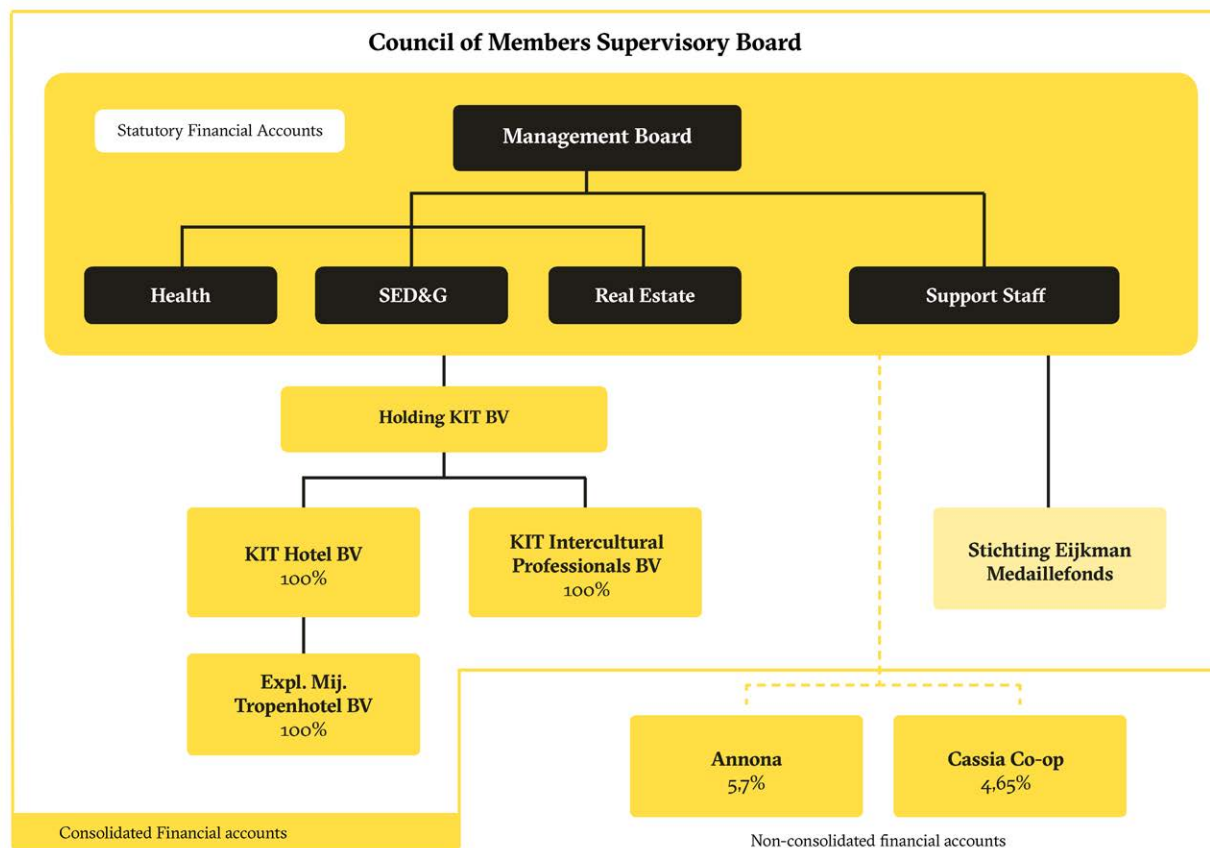 Council of Members Supervisory Board
Statutory Financial Accounts
Management Board
Health
SED&G
Real Estate
Support Staff
Holding KIT BV
KIT Hotel BV
100%
KIT Intercultural
Professionals BV
100%
Stichting Eijkman
Medaillefonds
Expl. Mij.
Tropenhotel BV
100%
Annona
5,7%
Cassia Co-op
4,65%
Consolidated Financial accounts
Non-consolidated financial accounts